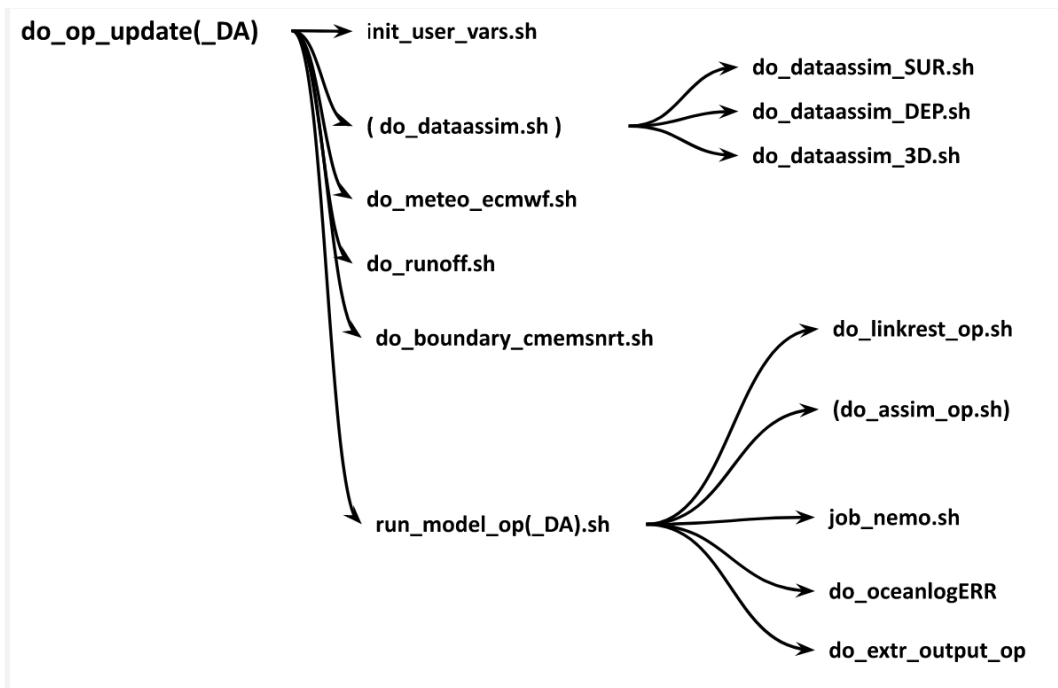 do_op_update(_DA)
init_user_vars.sh
( do_dataassim.sh )
do_dataassim_SUR.sh
do_dataassim_DEP.sh
do_dataassim_3D.sh
do_meteo_ecmwf.sh
do_runoff.sh
do_boundary_cmemsnrt.sh
run_model_op(_DA).sh
do_linkrest_op.sh
(do_assim_op.sh)
job_nemo.sh
do_oceanlogERR
do_extr_output_op